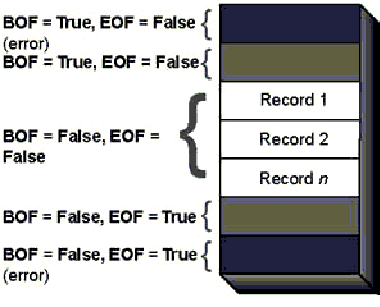 BOF = True, EOF = False
(error)
BOF = True, EOF = False
Record 1
Record 2
BOF = False, EOF =
False
Record n
BOF = False, EOF = True
BOF = False, EOF = True
(error)